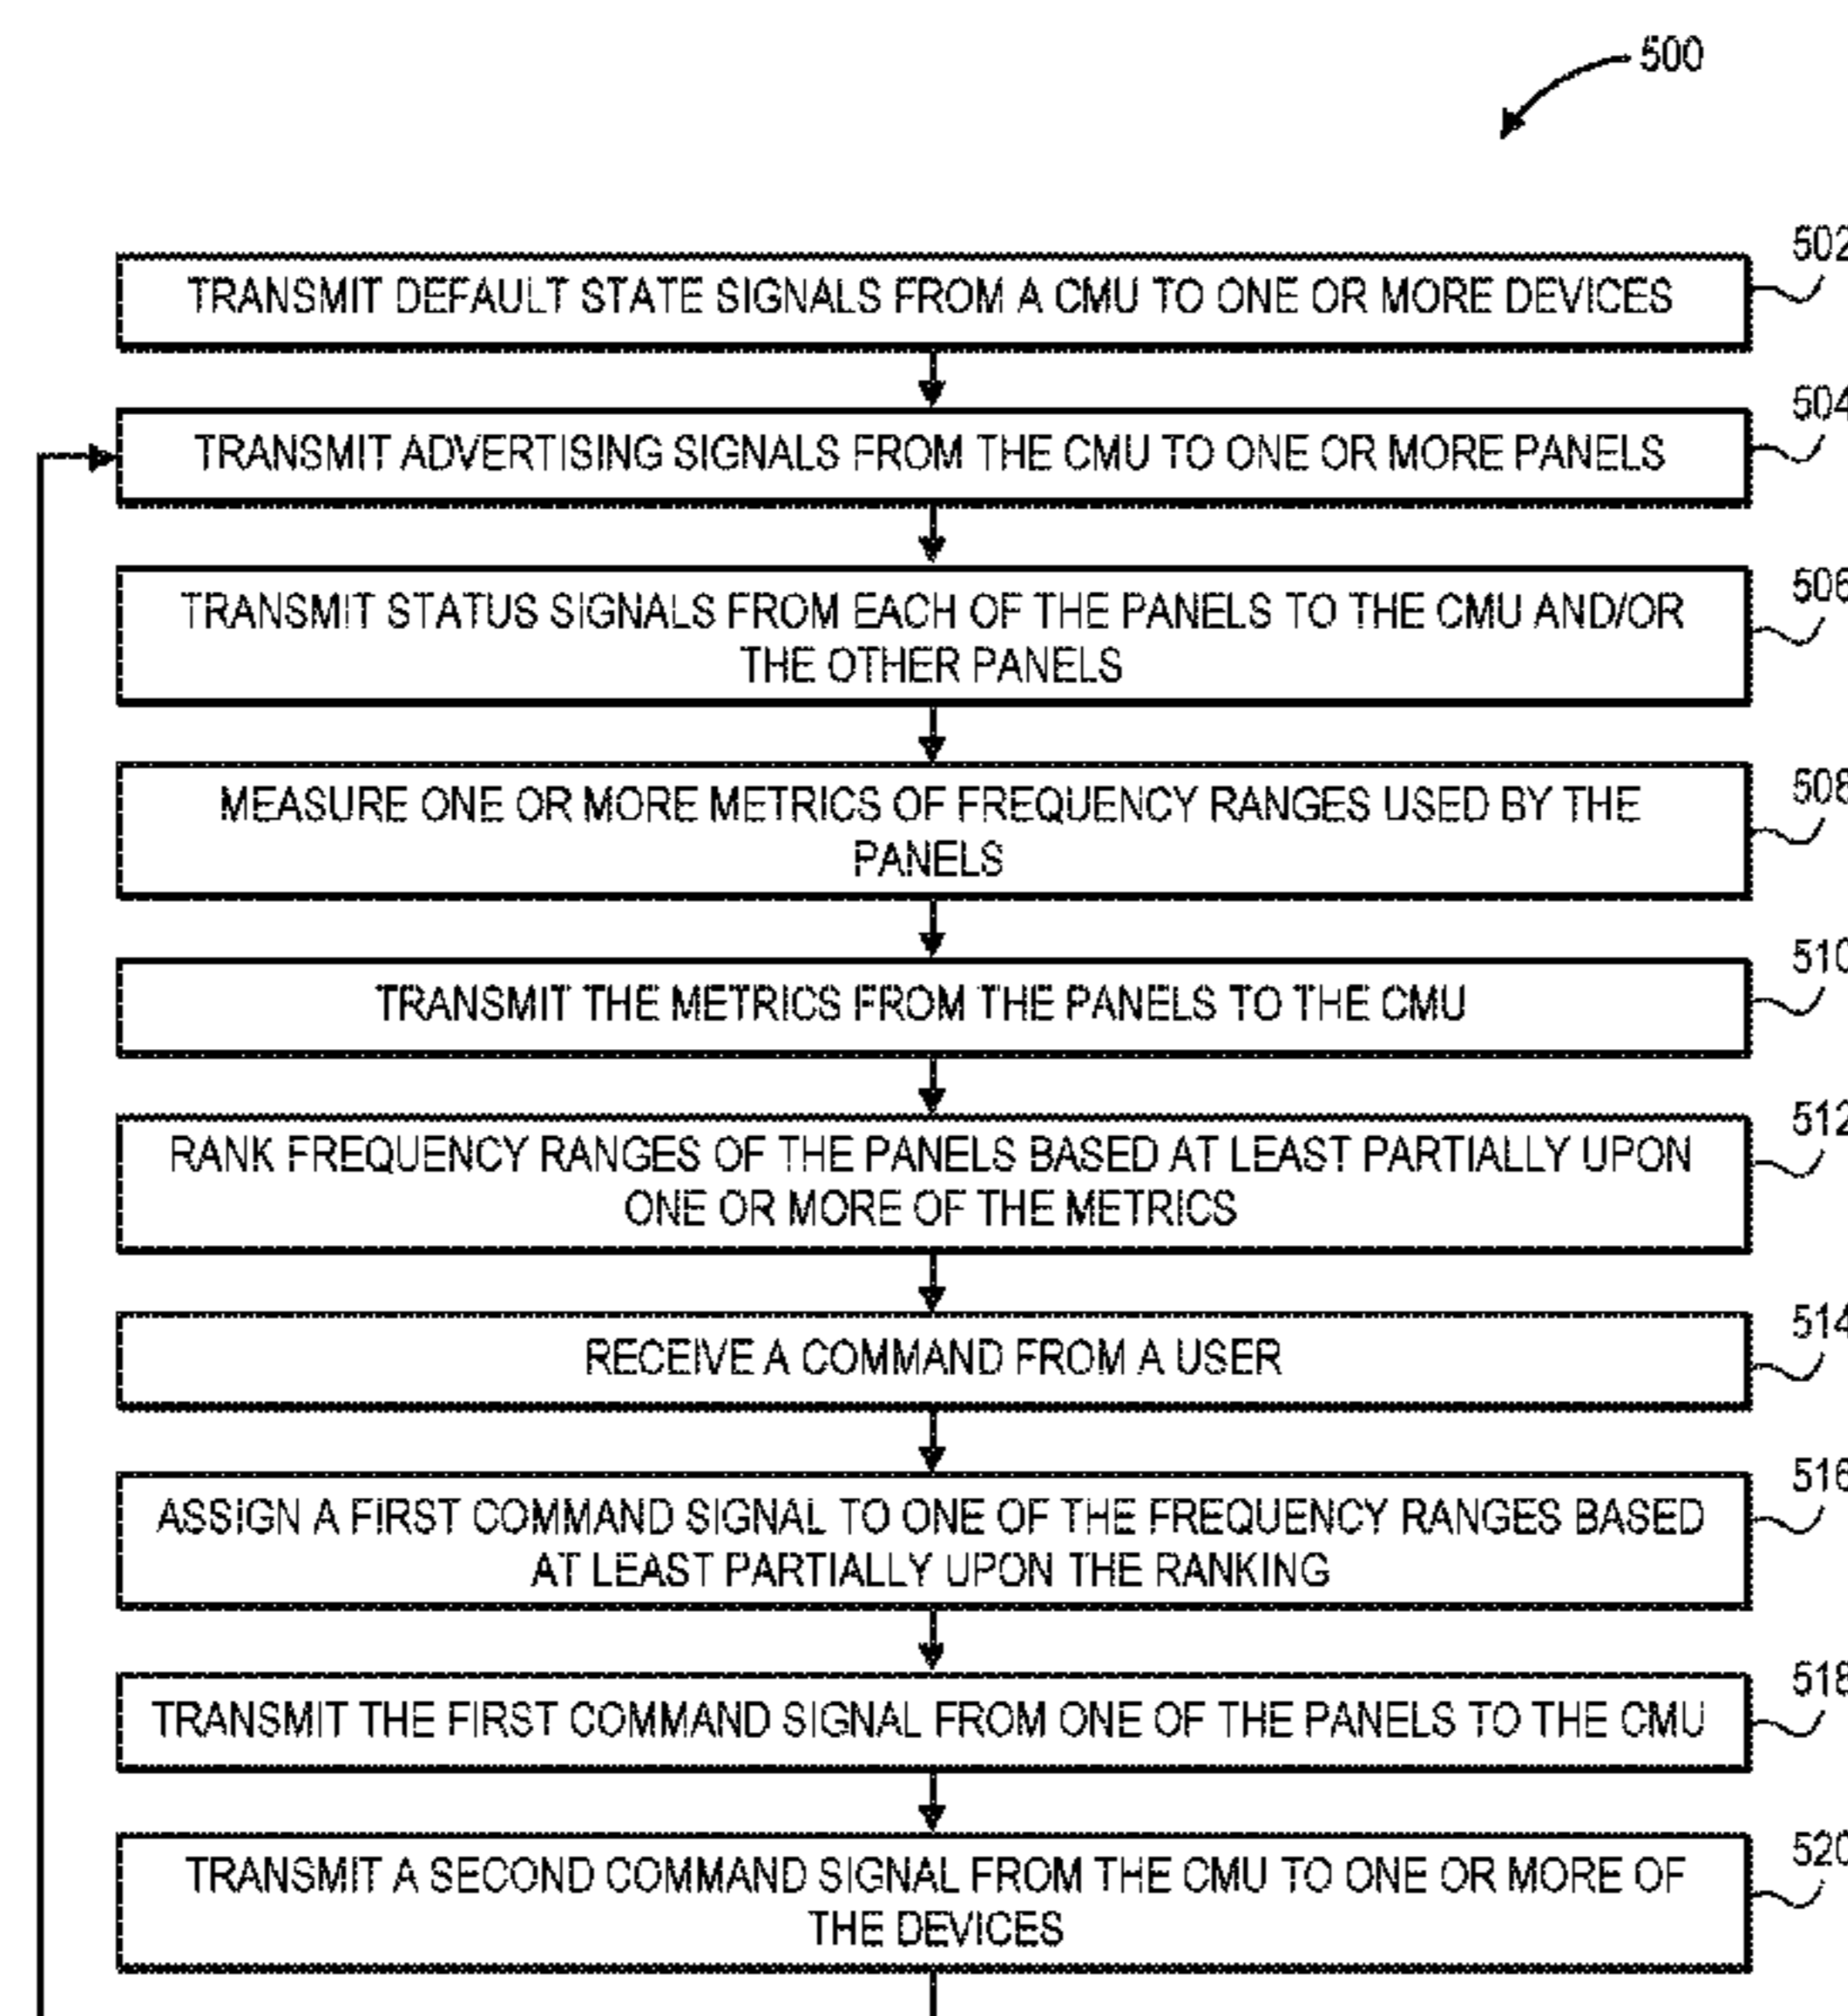 500
502
TRANSMIT DEFAULT STATE SIGNALS FROM A CMU TO ONE OR MORE DEVICES
504
TRANSMIT ADVERTISING SIGNALS FROM THE CMU TO ONE OR MORE PANELS
506
TRANSMIT STATUS SIGNALS FROM EACH OF THE PANELS TO THE CMU AND/OR
THE OTHER PANELS
508
MEASURE ONE OR MORE METRICS OF FREQUENCY RANGES USED BY THE
PANELS
510
TRANSMIT THE METRICS FROM THE PANELS TO THE CMU
512
RANK FREQUENCY RANGES OF THE PANELS BASED AT LEAST PARTIALLY UPON
ONE OR MORE OF THE METRICS
514
RECEIVE A COMMAND FROM A USER
516
ASSIGN A FIRST COMMAND SIGNAL TO ONE OF THE FREQUENCY RANGES BASED
AT LEAST PARTIALLY UPON THE RANKING
518
TRANSMIT THE FIRST COMMAND SIGNAL FROM ONE OF THE PANELS TO THE CMU
520
TRANSMIT A SECOND COMMAND SIGNAL FROM THE CMU TO ONE OR MORE OF
THE DEVICES